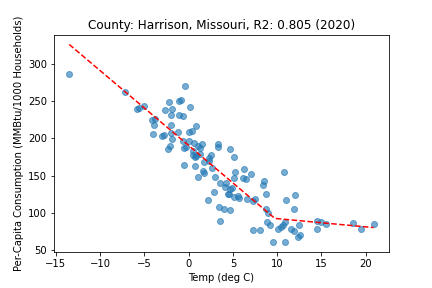 County: Harrison, Missouri, R2: 0.805 (2020)
Per-Capita Consumption (MMBtu/1000 Households)
300
250
200
150
100
50
−15 −10 −5 0 5 10 15 20
Temp (deg C)